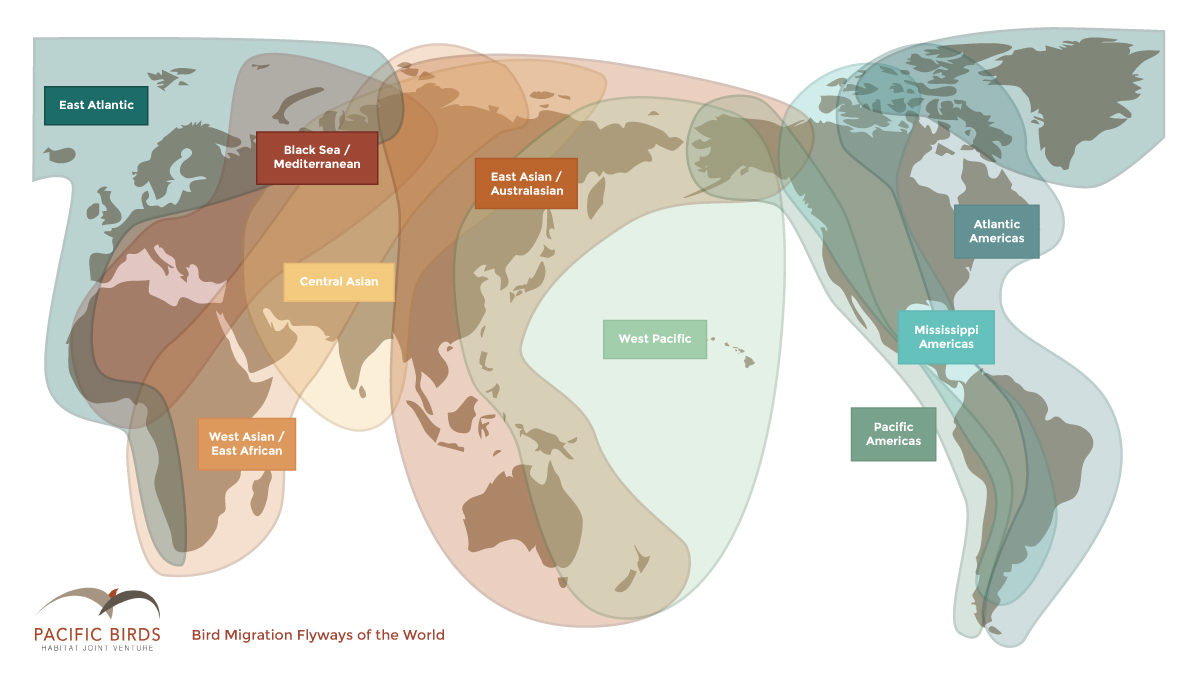 East Atlantic
Black Sea /
Mediterranean
East Asian /
Australasian
Atlantic
Americas
Central Asian
West Pacific
Mississippi
Americas
West Asian /
East African
Pacific
Americas
PACIFIC BIRDS
HABITAT JOINT VENTURE
Bird Migration Flyways of the World